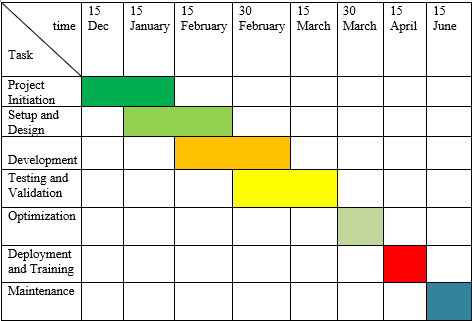 time
Task
15 Dec
15 January
15 February
30 February
15 March
30 March
15 April
15 June
Project
Initiation
Setup and
Design
Development
Testing and
Validation
Optimization
Deployment
and Training
Maintenance